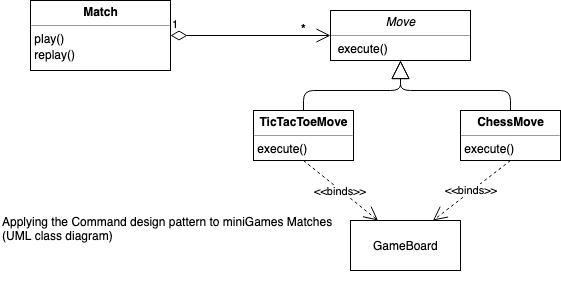 Match
play()
replay()
1
*
Move
execute()
TicTacToeMove
execute()
ChessMove
execute()
<<binds>>
<<binds>>
GameBoard
Applying the Command design pattern to miniGames Matches
(UML class diagram)